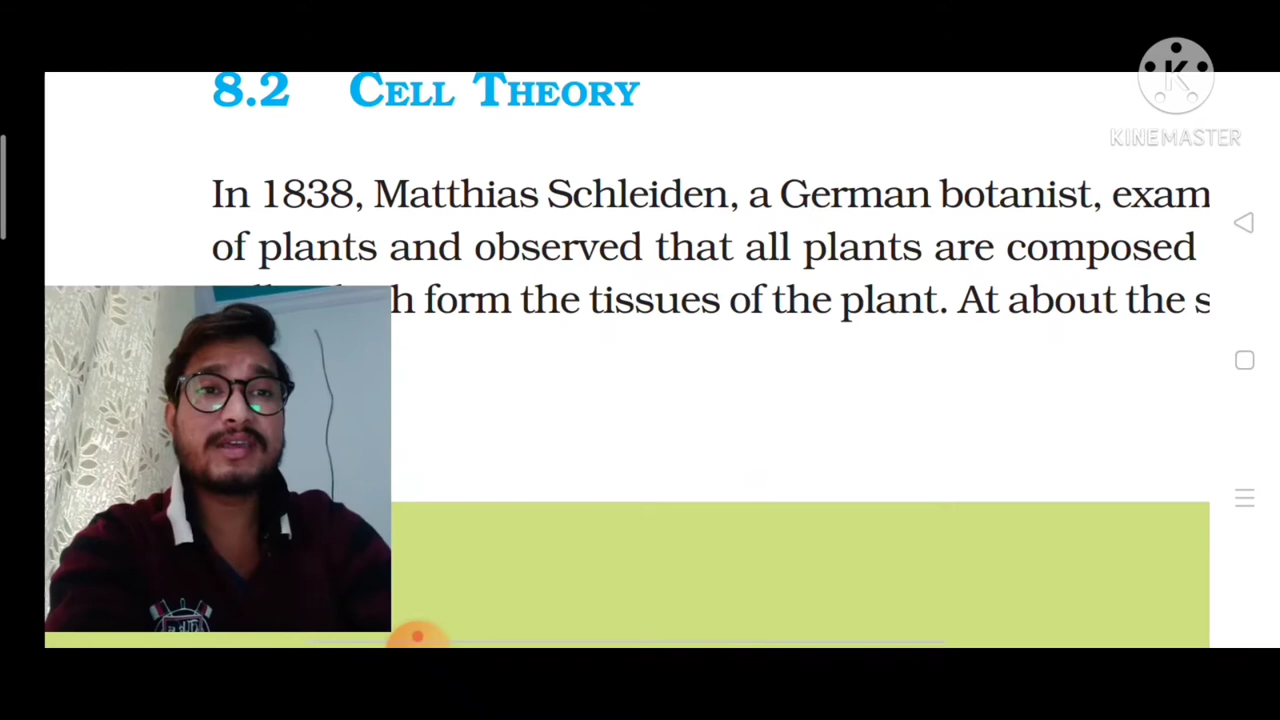 8.2 CELL THEORY
KINEMASTER
In 1838, Matthias Schleiden, a German botanist, exam
of plants and observed that all plants are composed
h form the tissues of the plant. At about the s